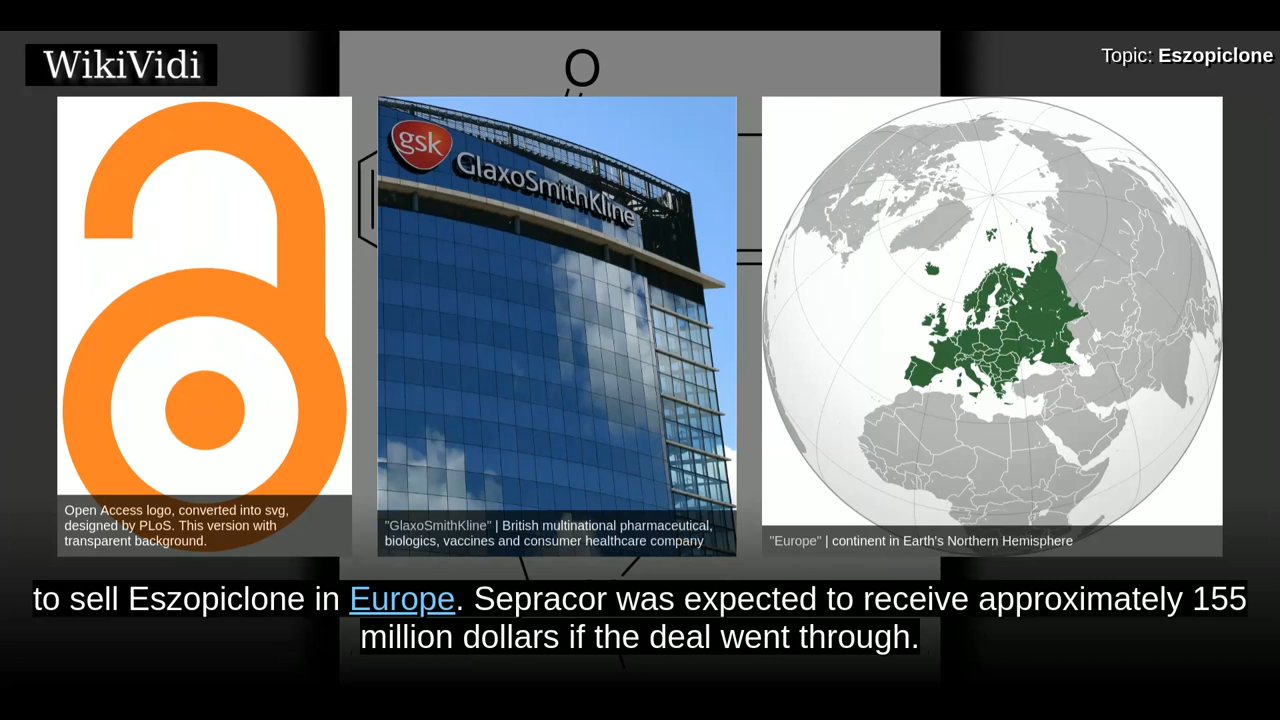 WikiVidi
Topic: Eszopiclone
O
gsk
GlaxoSmithKline
Open Access logo, converted into svg,
designed by PLoS. This version with
transparent background.
"GlaxoSmithKline" | British multinational pharmaceutical,
biologics, vaccines and consumer healthcare company
"Europe" | continent in Earth's Northern Hemisphere
to sell Eszopiclone in Europe. Sepracor was expected to receive approximately 155
million dollars if the deal went through.